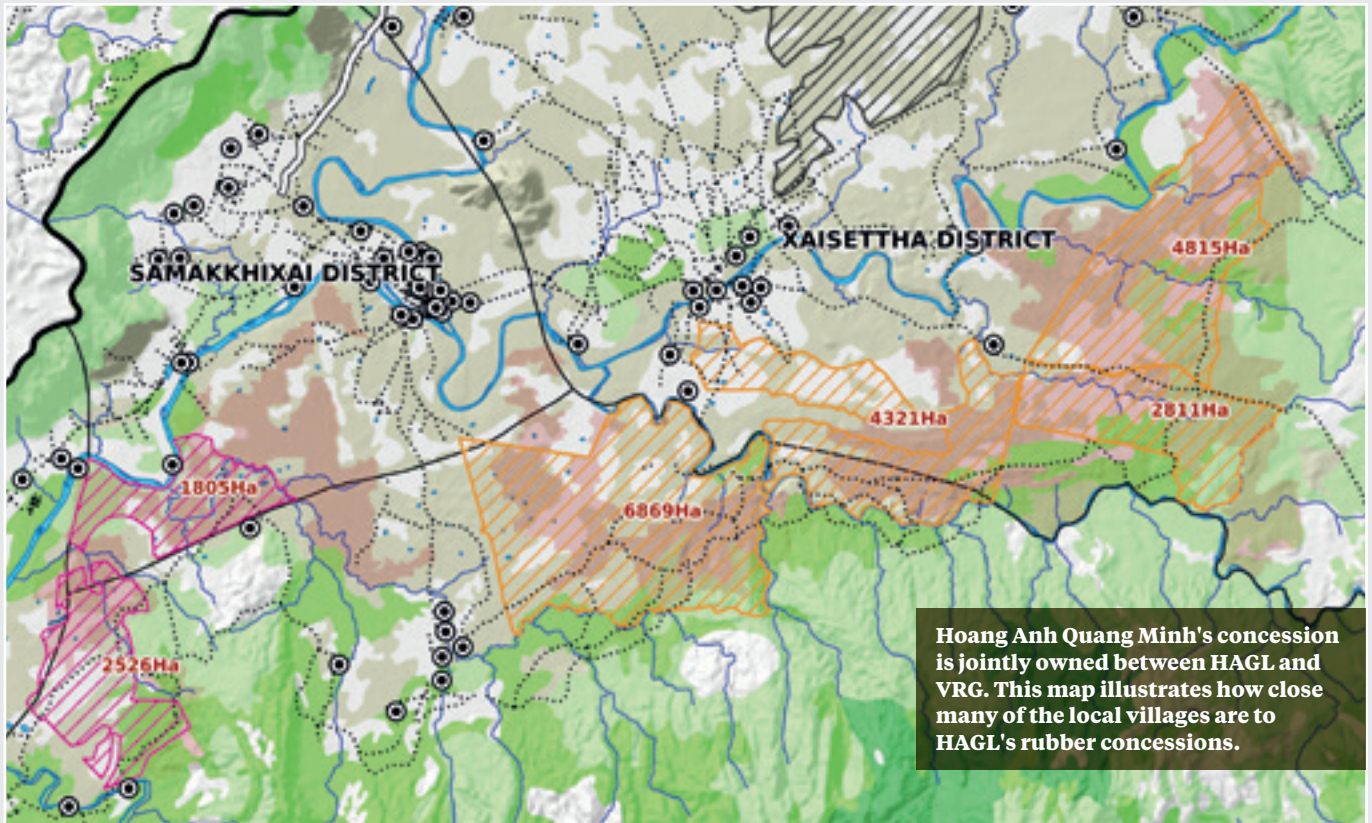 XAISETTHA DISTRICT
4815Ha
SAMAKKHIXAI DISTRICT
2811Ha
4321Ha
1805Ha
6869Ha
2526Ha
Hoang Anh Quang Minh's concession
is jointly owned between HAGL and
VRG. This map illustrates how close
many of the local villages are to
HAGL's rubber concessions.